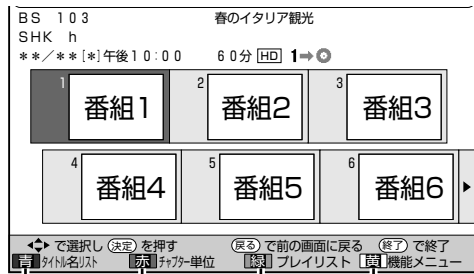 BS 103 春のイタリア観光
SHK h
**/**[*]午後10:00 60分 HD 1➡
1 2 3
番組1 番組2 番組3
4 5 6
番組4 番組5 番組6
で選択し 決定 を押す 戻る で前の画面に戻る 終了 で終了
青 タイトル名リスト 赤 チャプター単位 緑 プレイリスト 黄 機能メニュー